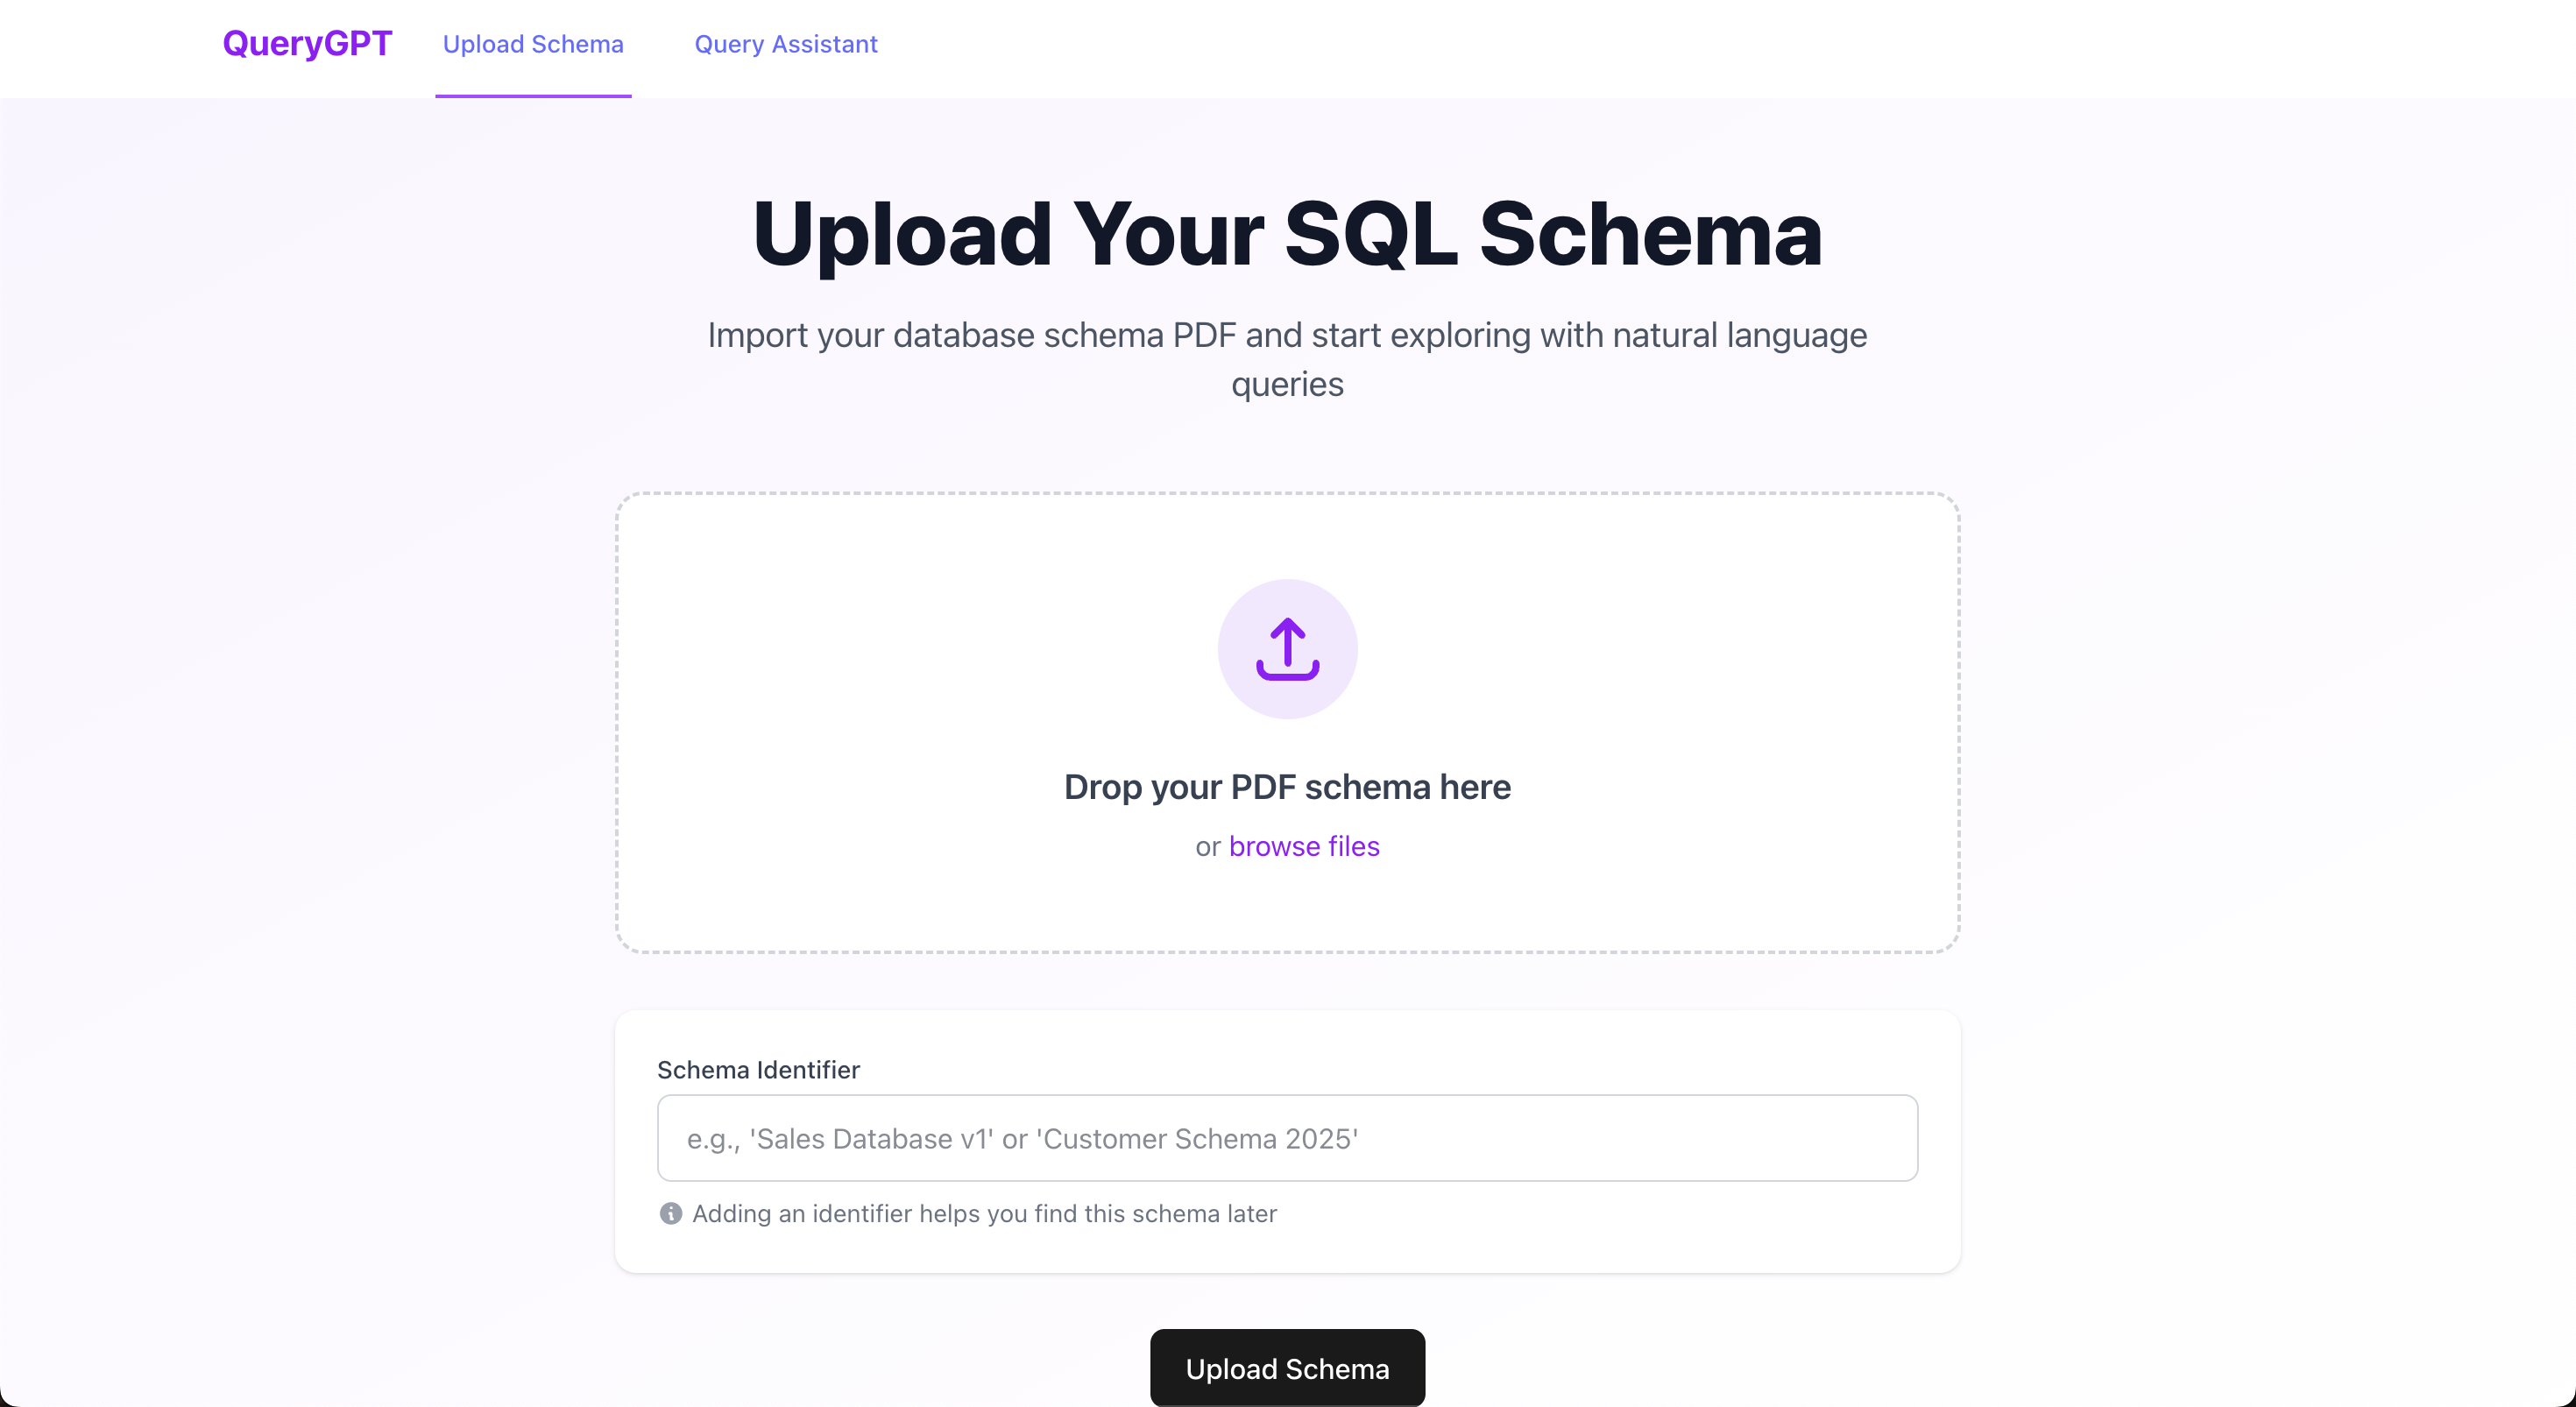 QueryGPT
Upload Schema
Query Assistant
Upload Your SQL Schema
Import your database schema PDF and start exploring with natural language
queries
Drop your PDF schema here
or browse files
Schema Identifier
e.g., 'Sales Database v1' or 'Customer Schema 2025'
Adding an identifier helps you find this schema later
Upload Schema